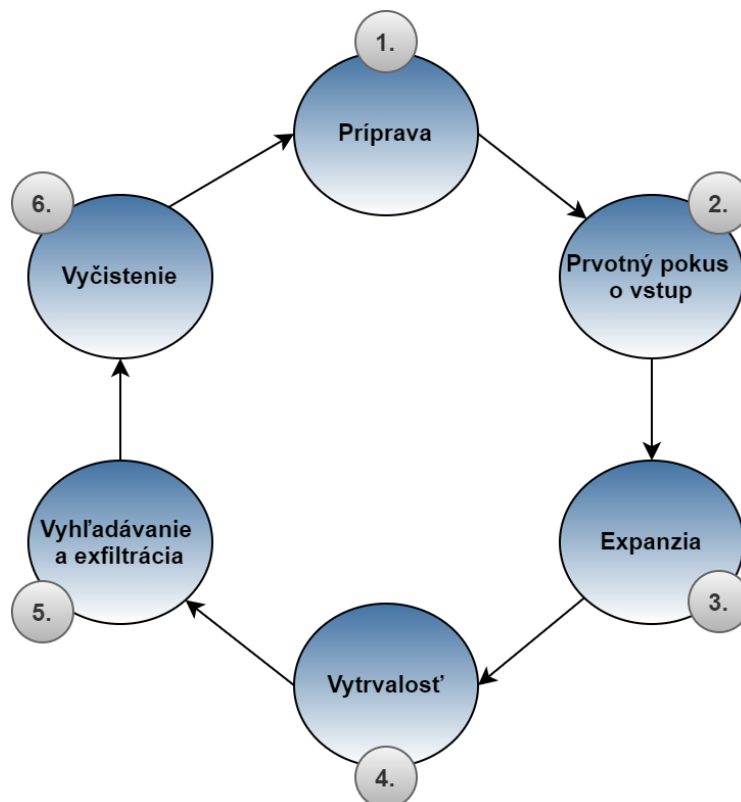 1.
Príprava
2.
Prvotný pokus
o vstup
Expanzia
3.
Vytrvalosť
4.
Vyhľadávanie
a exfiltrácia
5.
6.
Vyčistenie